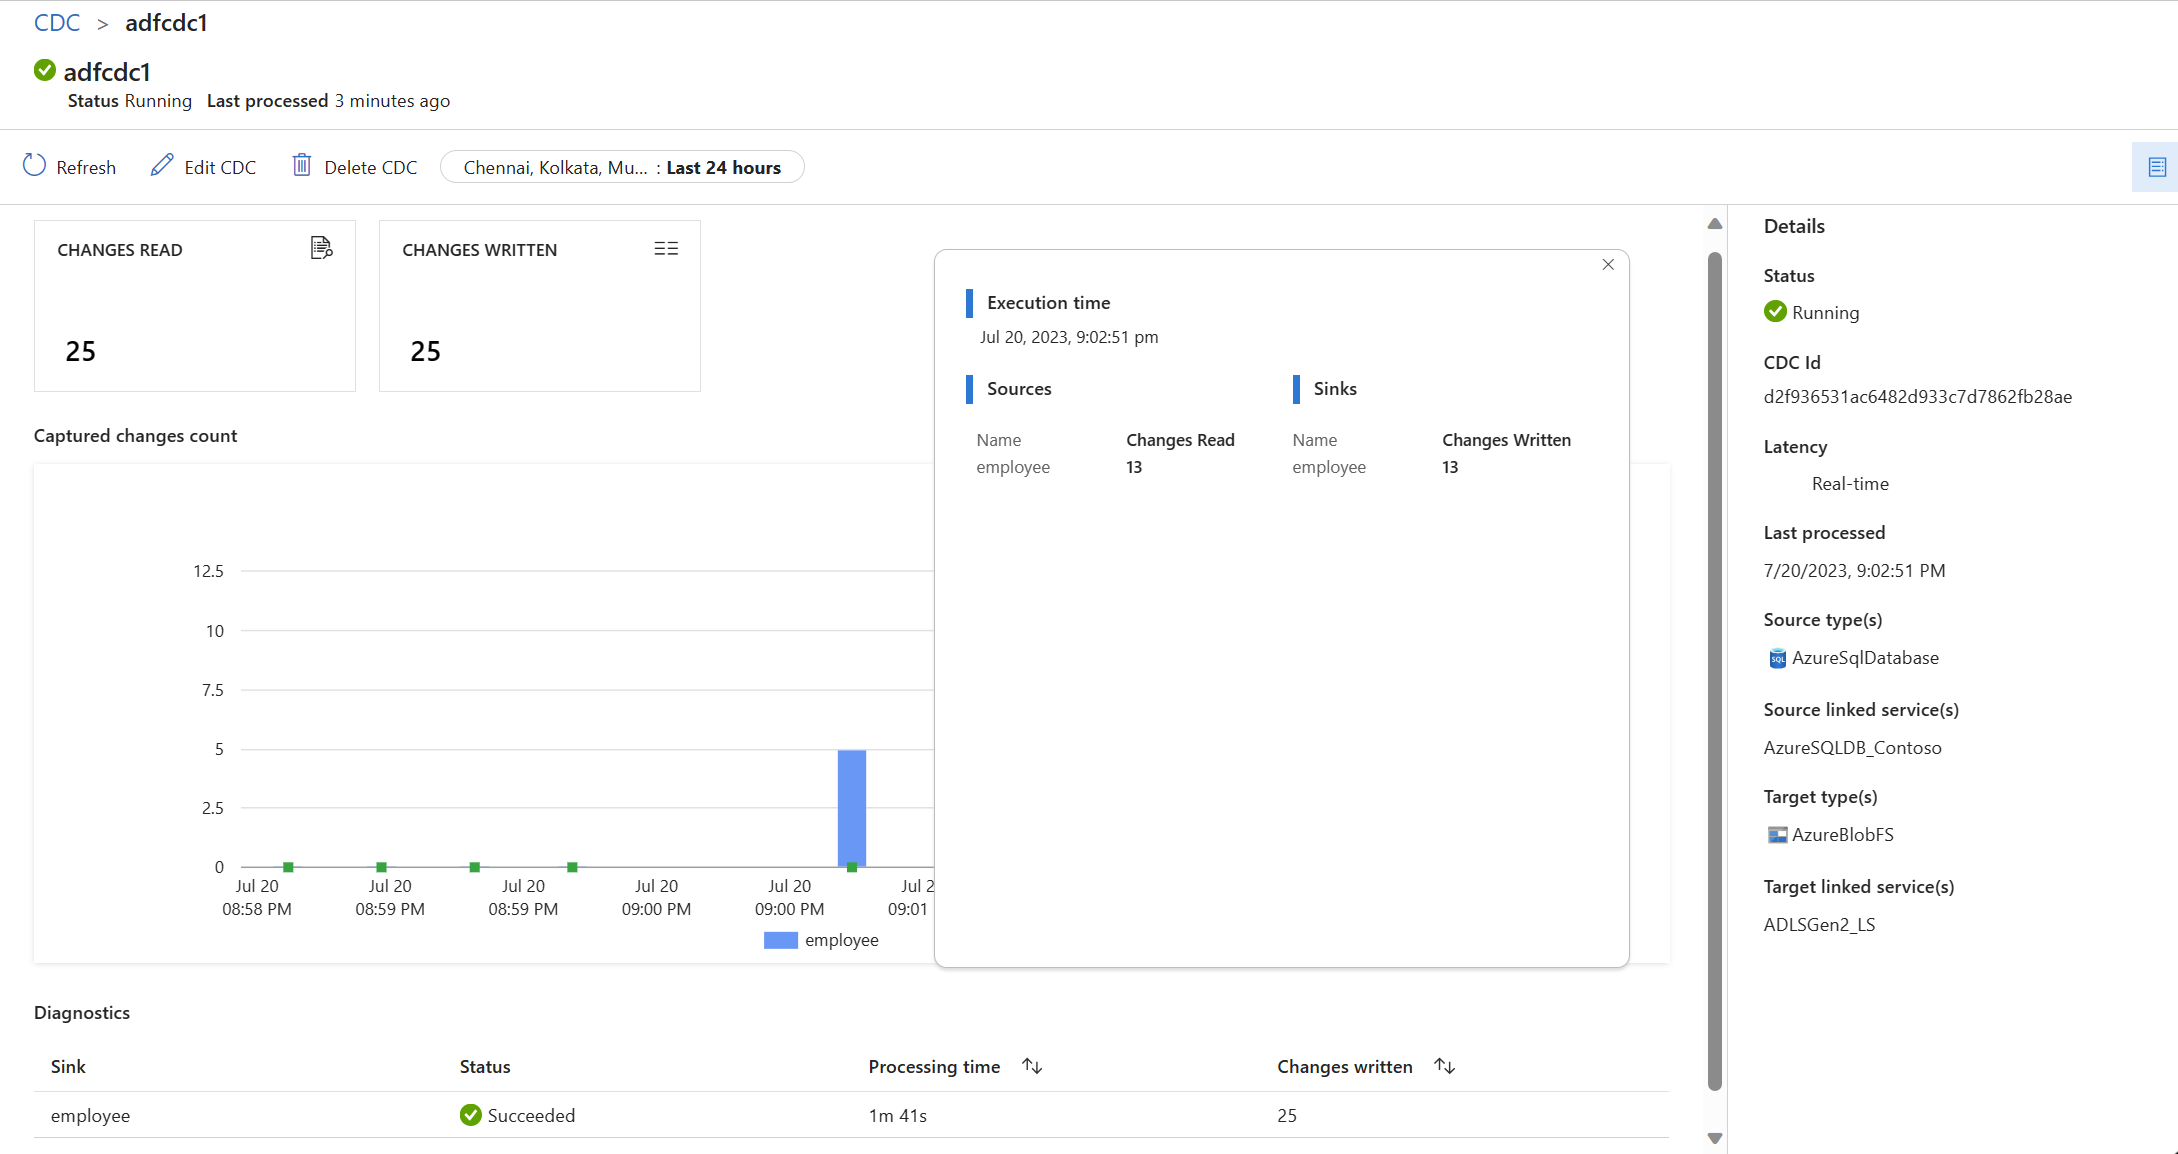 CDC > adfcdc1
adfcdc1
Status Running Last processed 3 minutes ago
Refresh Edit CDC Delete CDC Chennai, Kolkata, Mu... : Last 24 hours
CHANGES READ
25
CHANGES WRITTEN
25
Captured changes count
12.5
10
7.5
5
2.5
0
Jul 20 Jul 20 Jul 20 Jul 20 Jul 20 Jul 2
08:58 PM 08:59 PM 08:59 PM 09:00 PM 09:00 PM 09:01
employee
Execution time
Jul 20, 2023, 9:02:51 pm
Sources Sinks
Name Changes Read Name Changes Written
employee 13 employee 13
Diagnostics
Sink Status Processing time Changes written
employee Succeeded 1m 41s 25
Details
Status
Running
CDC Id
d2f936531ac6482d933c7d7862fb28ae
Latency
Real-time
Last processed
7/20/2023, 9:02:51 PM
Source type(s)
SQL AzureSqlDatabase
Source linked service(s)
AzureSQLDB_Contoso
Target type(s)
AzureBlobFS
Target linked service(s)
ADLSGen2_LS